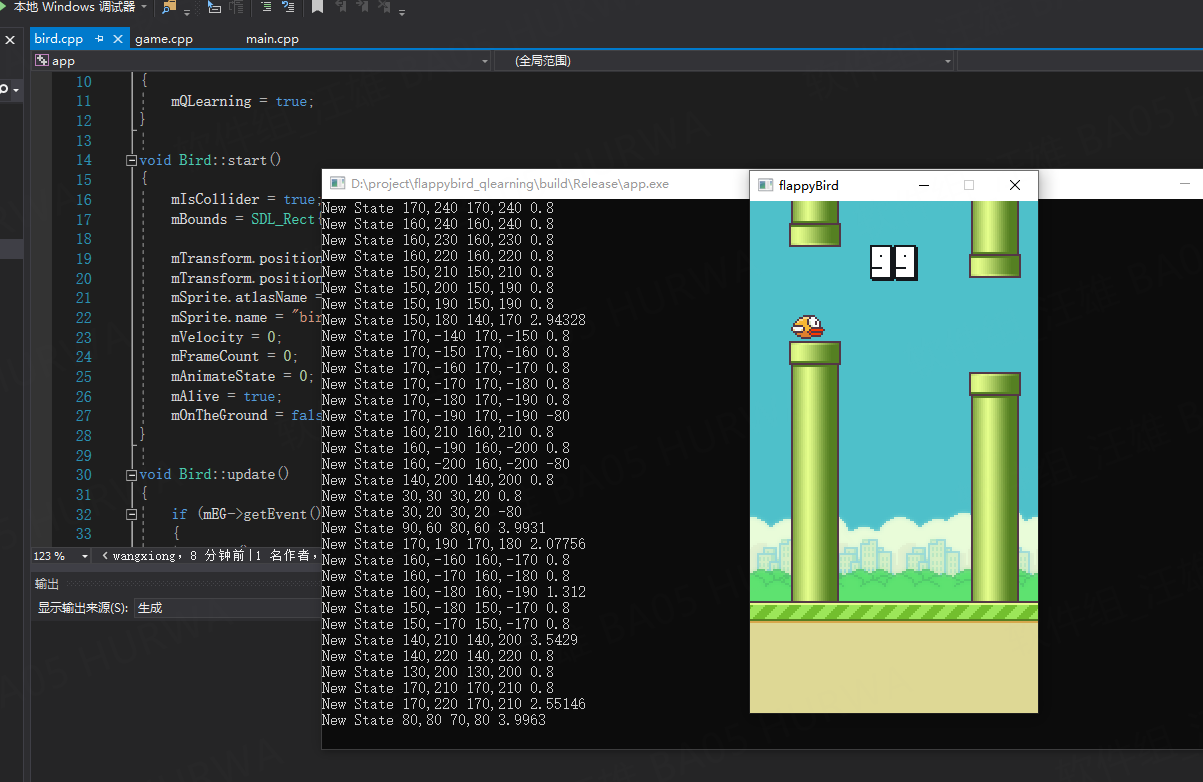 本地 Windows 调试器
bird.cpp
game.cpp
main.cpp
app
(全局范围)
10 {
11 mQLearning = true;
12 }
13
14 void Bird::start()
15 {
16 mIsCollider = true;
17 mBounds = SDL_Rect{
18
19 mTransform.position
20 mTransform.position
21 mSprite.atlasName =
22 mSprite.name = "bir
23 mVelocity = 0;
24 mFrameCount = 0;
25 mAnimateState = 0;
26 mAlive = true;
27 mOnTheGround = fals
28 }
29
30 void Bird::update()
31 {
32 if (mEG->getEvent()
33 {
123 %
wangxiong, 8 分钟前|1 名作者,
输出
显示输出来源(S): 生成
D:\project\flappybird_qlearning\build\Release\app.exe
New State 170,240 170,240 0.8
New State 160,240 160,240 0.8
New State 160,230 160,230 0.8
New State 160,220 160,220 0.8
New State 150,210 150,210 0.8
New State 150,200 150,190 0.8
New State 150,190 150,190 0.8
New State 150,180 140,170 2.94328
New State 170,-140 170,-150 0.8
New State 170,-150 170,-160 0.8
New State 170,-160 170,-170 0.8
New State 170,-170 170,-180 0.8
New State 170,-180 170,-190 0.8
New State 170,-190 170,-190 -80
New State 160,210 160,210 0.8
New State 160,-190 160,-200 0.8
New State 160,-200 160,-200 -80
New State 140,200 140,200 0.8
New State 30,30 30,20 0.8
New State 30,20 30,20 -80
New State 90,60 80,60 3.9931
New State 170,190 170,180 2.07756
New State 160,-160 160,-170 0.8
New State 160,-170 160,-180 0.8
New State 160,-180 160,-190 1.312
New State 150,-180 150,-170 0.8
New State 150,-170 150,-170 0.8
New State 140,210 140,200 3.5429
New State 140,220 140,220 0.8
New State 130,200 130,200 0.8
New State 170,210 170,210 0.8
New State 170,220 170,210 2.55146
New State 80,80 70,80 3.9963
flappyBird